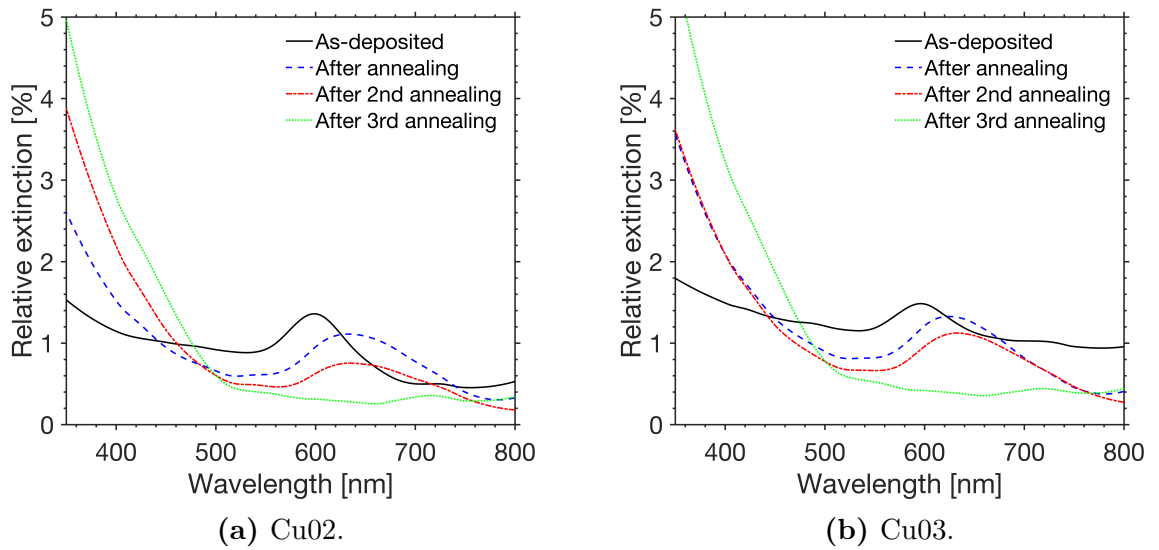 5
4
3
2
1
0
Relative extinction [%]
As-deposited
After annealing
After 2nd annealing
After 3rd annealing
400 500 600 700 800
Wavelength [nm]
(a) Cu02.
5
4
3
2
1
0
Relative extinction [%]
As-deposited
After annealing
After 2nd annealing
After 3rd annealing
400 500 600 700 800
Wavelength [nm]
(b) Cu03.